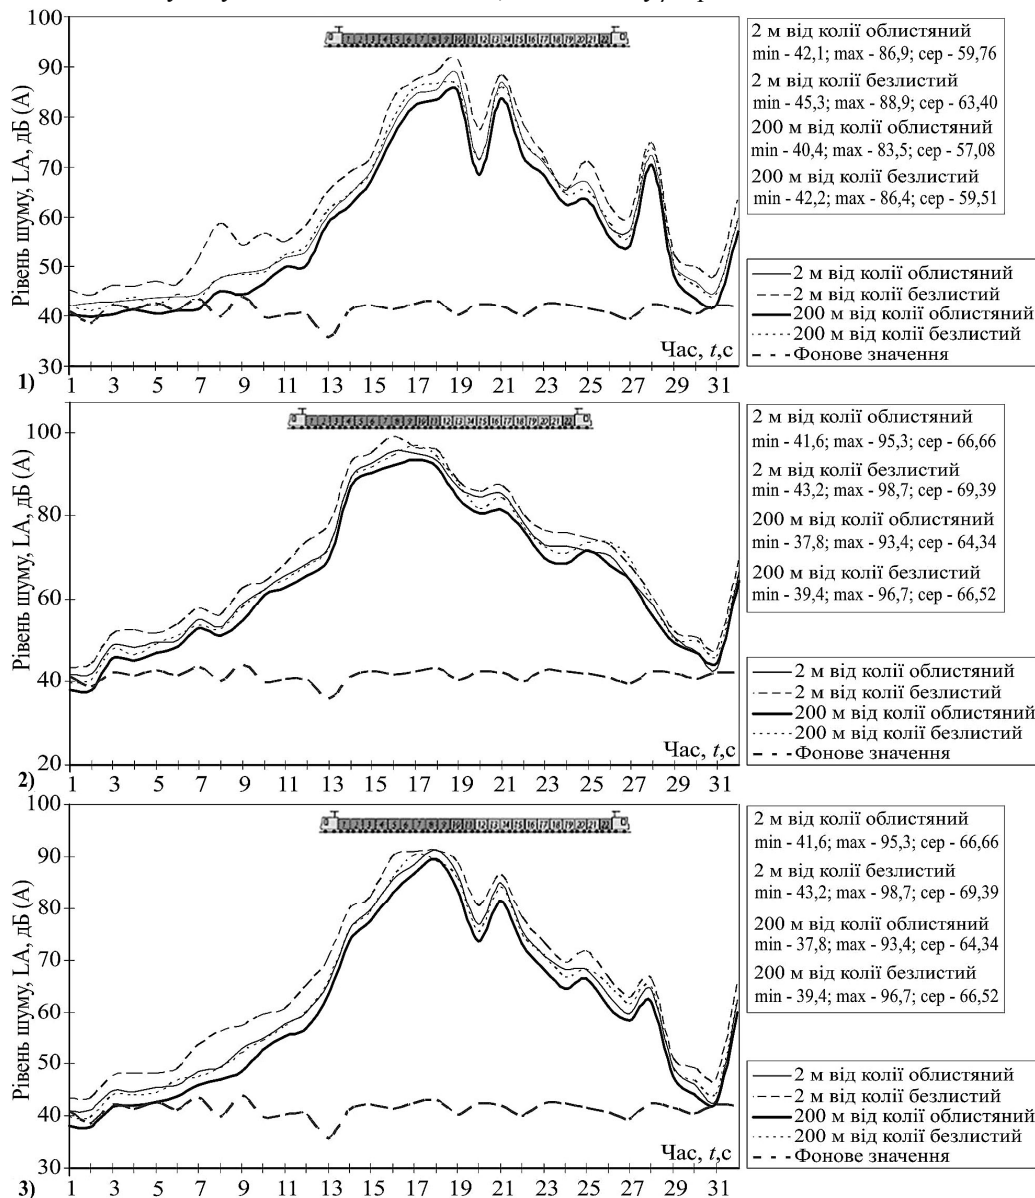 100
90
80
70
60
50
40
30
Рівень шуму, LA, дБ (А)
Час, t,с
1)
1 3 5 7 9 11 13 15 17 19 21 23 25 27 29 31
2 м від колії облистяний
min - 42,1; max - 86,9; сер - 59,76
2 м від колії безлистий
min - 45,3; max - 88,9; сер - 63,40
200 м від колії облистяний
min - 40,4; max - 83,5; сер - 57,08
200 м від колії безлистий
min - 42,2; max - 86,4; сер - 59,51
2 м від колії облистяний
2 м від колії безлистий
200 м від колії облистяний
200 м від колії безлистий
Фонове значення
100
80
60
40
20
Рівень шуму, LA, дБ (А)
Час, t,с
2)
1 3 5 7 9 11 13 15 17 19 21 23 25 27 29 31
2 м від колії облистяний
min - 41,6; max - 95,3; сер - 66,66
2 м від колії безлистий
min - 43,2; max - 98,7; сер - 69,39
200 м від колії облистяний
min - 37,8; max - 93,4; сер - 64,34
200 м від колії безлистий
min - 39,4; max - 96,7; сер - 66,52
2 м від колії облистяний
2 м від колії безлистий
200 м від колії облистяний
200 м від колії безлистий
Фонове значення
100
90
80
70
60
50
40
30
Рівень шуму, LA, дБ (А)
Час, t,с
3)
1 3 5 7 9 11 13 15 17 19 21 23 25 27 29 31
2 м від колії облистяний
min - 41,6; max - 95,3; сер - 66,66
2 м від колії безлистий
min - 43,2; max - 98,7; сер - 69,39
200 м від колії облистяний
min - 37,8; max - 93,4; сер - 64,34
200 м від колії безлистий
min - 39,4; max - 96,7; сер - 66,52
2 м від колії облистяний
2 м від колії безлистий
200 м від колії облистяний
200 м від колії безлистий
Фонове значення